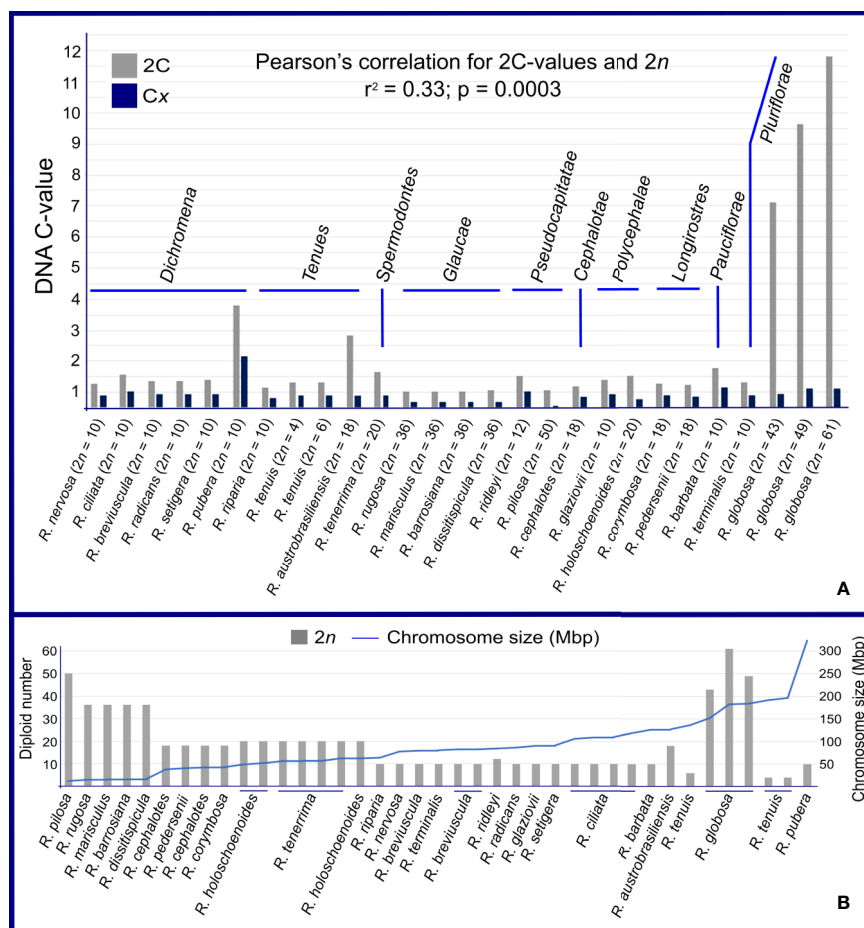 12
11
10
9
8
7
6
5
4
3
2
1
DNA C-value
2C
Cx
Pearson's correlation for 2C-values and 2n
r² = 0.33; p = 0.0003
Dichromena
Tenues
Spermodontes
Glaucae
Pseudocapitatae
Cephalotae
Polycephalae
Longirostres
Pauciflorae
Pluriflorae
R. nervosa (2n = 10)
R. ciliata (2n = 10)
R. breviuscula (2n = 10)
R. radicans (2n = 10)
R. setigera (2n = 10)
R. pubera (2n = 10)
R. riparia (2n = 10)
R. tenuis (2n = 4)
R. tenuis (2n = 6)
R. austrobrasiliensis (2n = 18)
R. tenerrima (2n = 20)
R. rugosa (2n = 36)
R. marisculus (2n = 36)
R. barrosiana (2n = 36)
R. dissitispicula (2n = 36)
R. ridleyi (2n = 12)
R. pilosa (2n = 50)
R. cephalotes (2n = 18)
R. glaziovii (2n = 10)
R. holoschoenoides (2n = 20)
R. corymbosa (2n = 18)
R. pedersenii (2n = 18)
R. barbata (2n = 10)
R. terminalis (2n = 10)
R. globosa (2n = 43)
R. globosa (2n = 49)
R. globosa (2n = 61)
A
2n
Chromosome size (Mbp)
Diploid number
60
50
40
30
20
10
300
250
200
150
100
50
Chromosome size (Mbp)
R. pilosa
R. rugosa
R. mariscus
R. barrosiana
R. dissitispicula
R. cephalotes
R. pedersenil
R. cephalotes
R. corymbosa
R. holoschoenoides
R. tenerrima
R. holoschoenoides
R. riparia
R. nervosa
R. breviuscula
R. terminalis
R. breviuscula
R. rideyi
R. radicans
R. glaziovii
R. setigera
R. ciliata
R. barbata
R. austrobrasiliensis
R. tenuis
R. globosa
R. tenuis
R. pubera
B